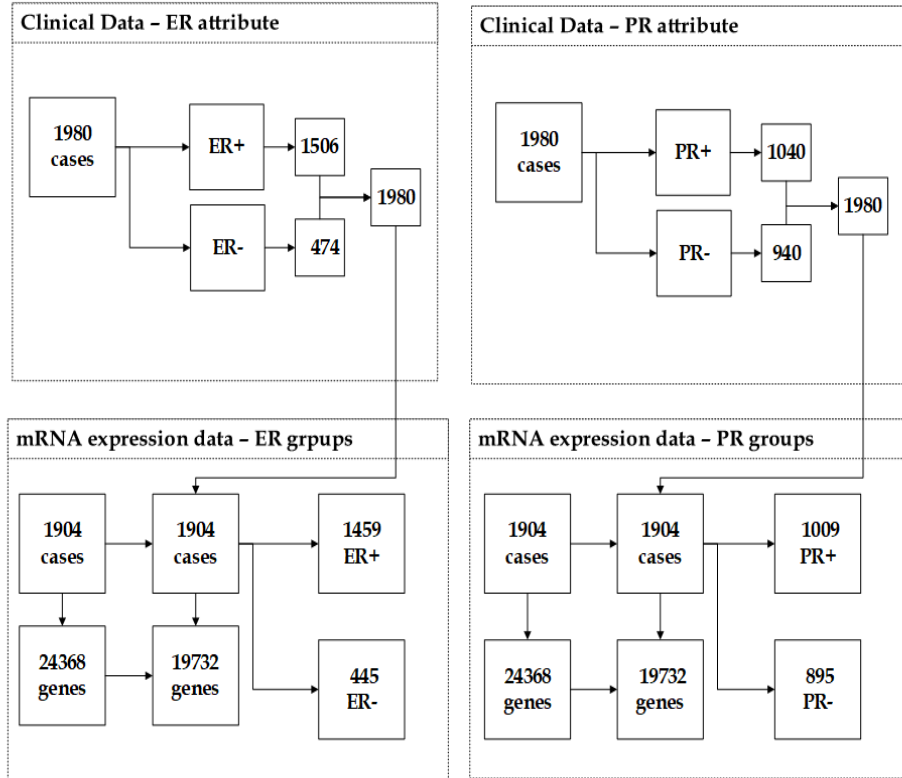 Clinical Data – ER attribute
1980
cases
ER+
1506
1980
ER-
474
Clinical Data – PR attribute
1980
cases
PR+
1040
1980
PR-
940
mRNA expression data – ER grpups
1904
cases
1904
cases
1459
ER+
24368
genes
19732
genes
445
ER-
mRNA expression data – PR groups
1904
cases
1904
cases
1009
PR+
24368
genes
19732
genes
895
PR-